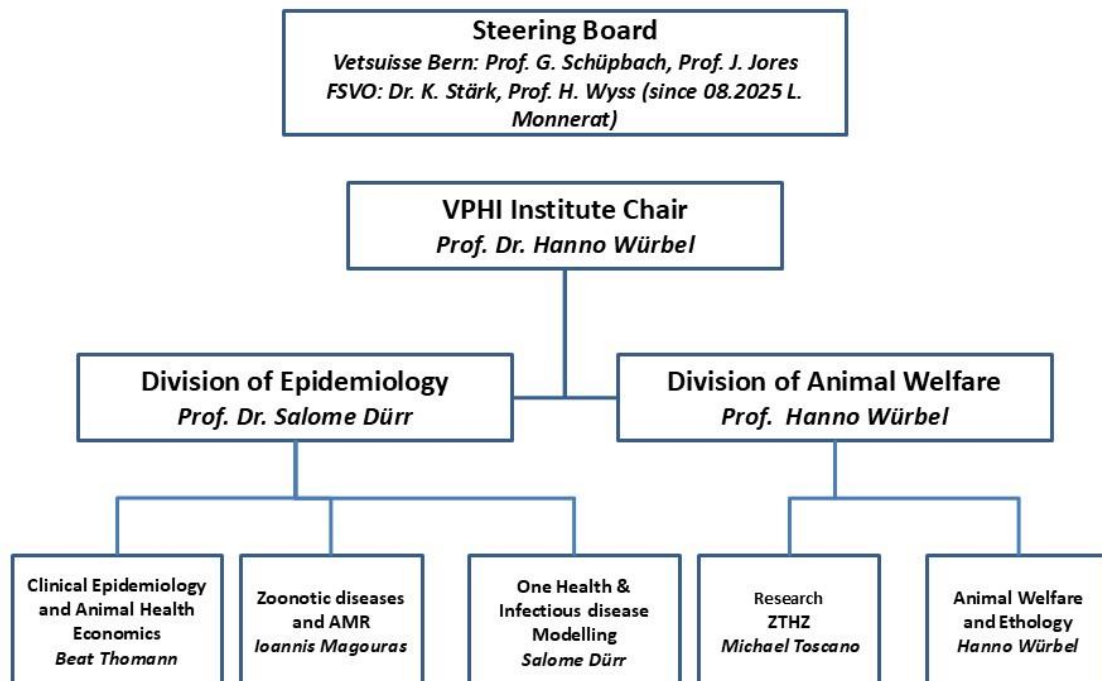 Steering Board
Vetsuisse Bern: Prof. G. Schüpbach, Prof. J. Jores
FSVO: Dr. K. Stärk, Prof. H. Wyss (since 08.2025 L.
Monnerat)
VPHI Institute Chair
Prof. Dr. Hanno Würbel
Division of Epidemiology
Prof. Dr. Salome Dürr
Division of Animal Welfare
Prof. Hanno Würbel
Clinical Epidemiology
and Animal Health
Economics
Beat Thomann
Zoonotic diseases
and AMR
Ioannis Magouras
One Health &
Infectious disease
Modelling
Salome Dürr
Research
ZTHZ
Michael Toscano
Animal Welfare
and Ethology
Hanno Würbel